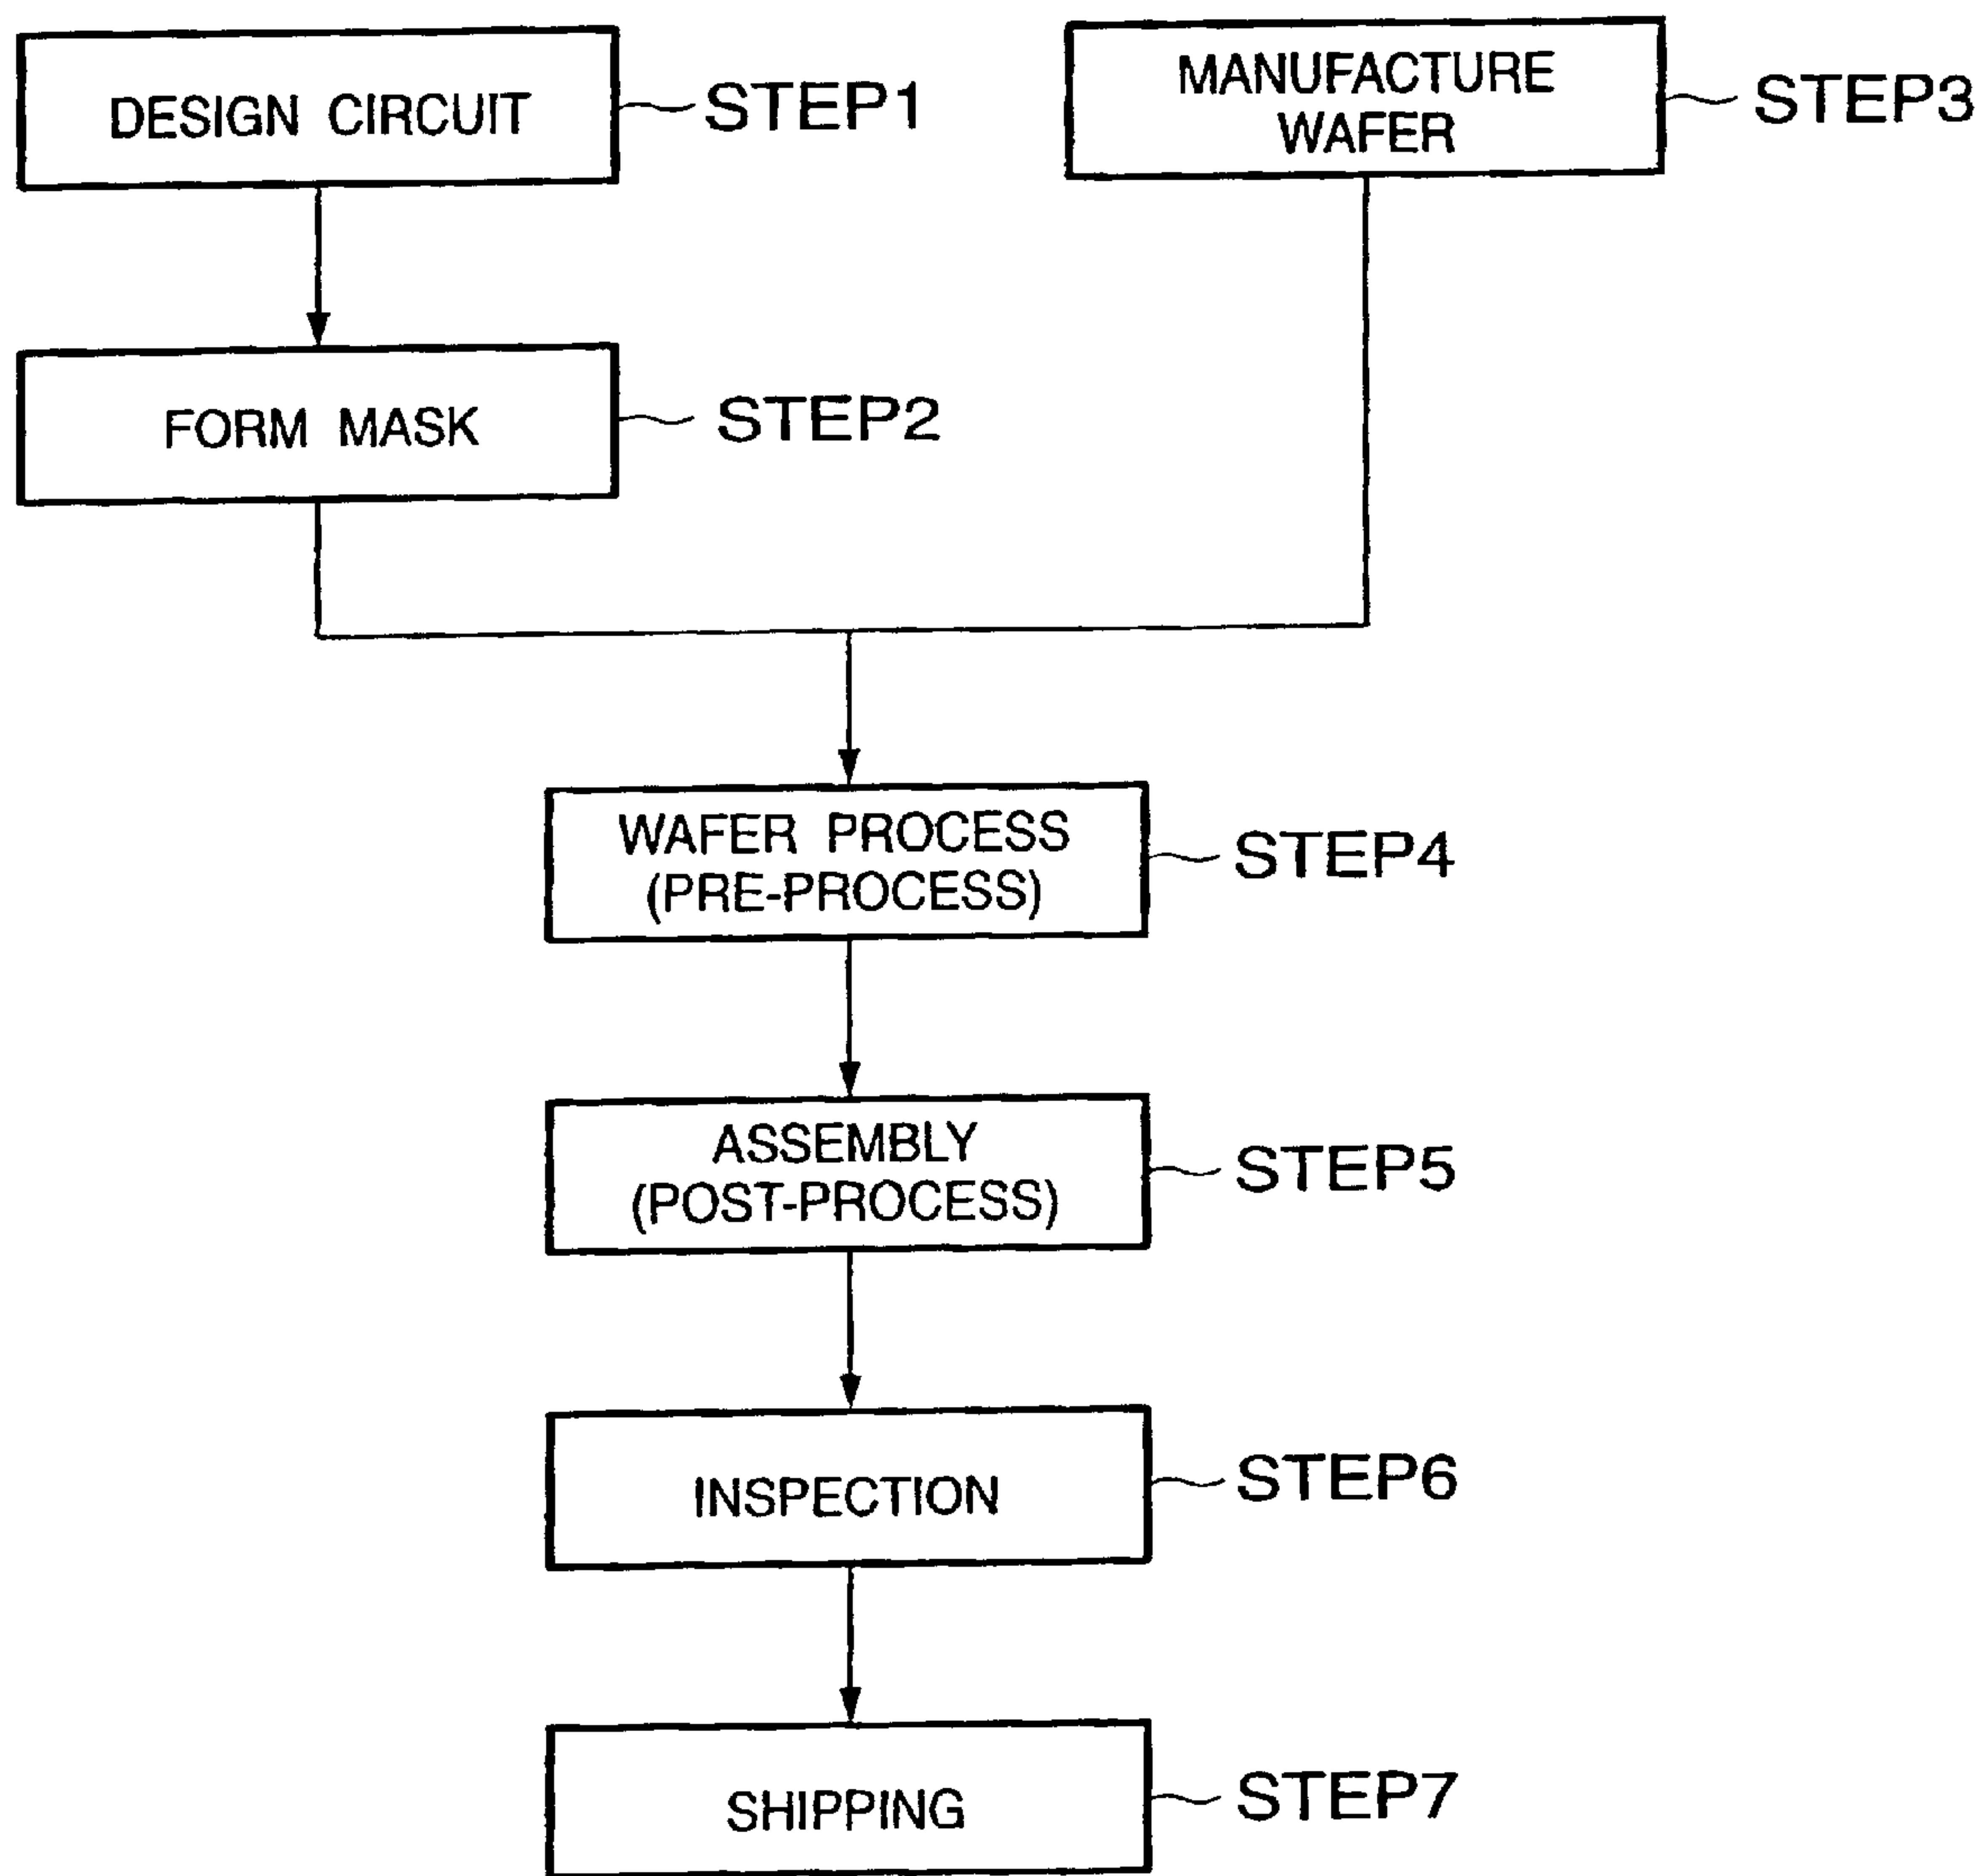 DESIGN CIRCUIT
STEP1
MANUFACTURE
WAFER
STEP3
FORM MASK
STEP2
WAFER PROCESS
(PRE-PROCESS)
STEP4
ASSEMBLY
(POST-PROCESS)
STEP5
INSPECTION
STEP6
SHIPPING
STEP7